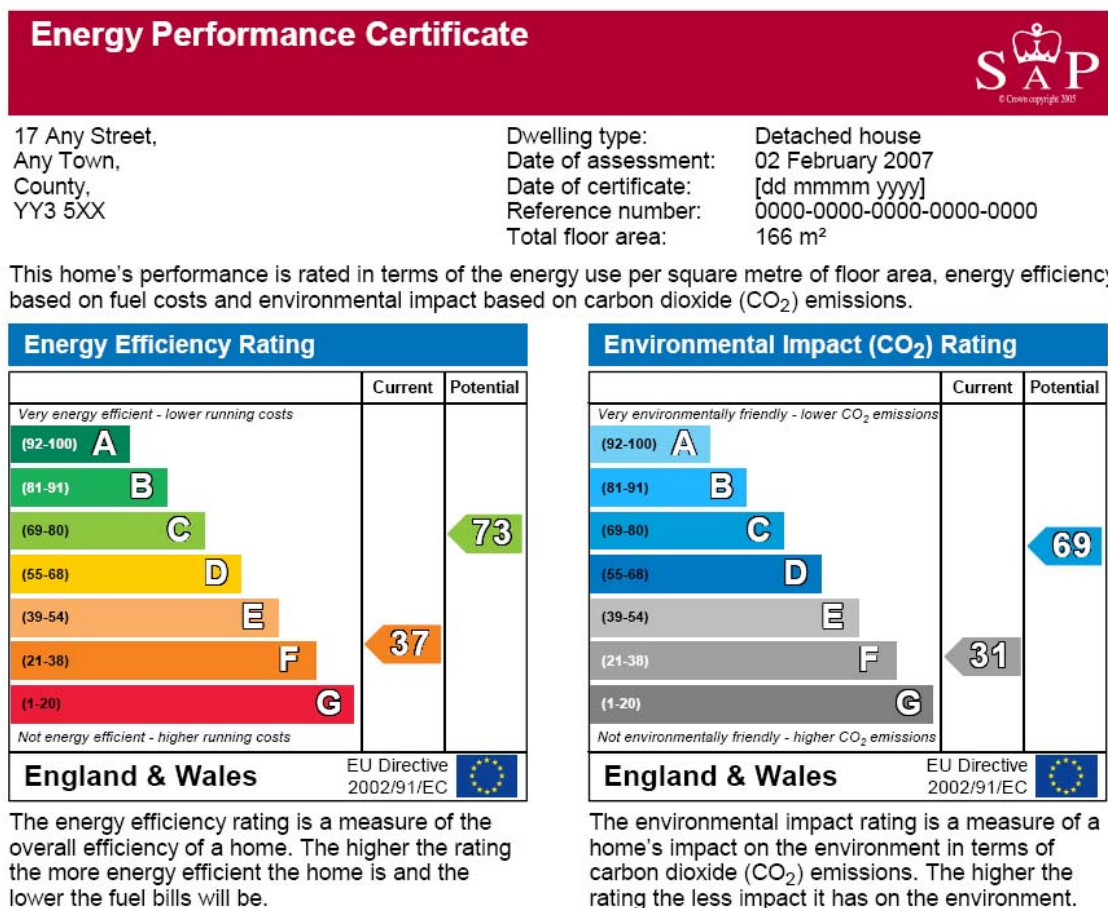 Energy Performance Certificate
SAP
© Crown copyright 2005
17 Any Street,
Any Town,
County,
YY3 5XX
Dwelling type: Detached house
Date of assessment: 02 February 2007
Date of certificate: [dd mmmm yyyy]
Reference number: 0000-0000-0000-0000-0000
Total floor area: 166 m²
This home's performance is rated in terms of the energy use per square metre of floor area, energy efficiency
based on fuel costs and environmental impact based on carbon dioxide (CO₂) emissions.
Energy Efficiency Rating
Current Potential
Very energy efficient - lower running costs
(92-100) A
(81-91) B
(69-80) C
73
(55-68) D
(39-54) E
37
(21-38) F
(1-20) G
Not energy efficient - higher running costs
England & Wales
EU Directive
2002/91/EC
The energy efficiency rating is a measure of the
overall efficiency of a home. The higher the rating
the more energy efficient the home is and the
lower the fuel bills will be.
Environmental Impact (CO₂) Rating
Current Potential
Very environmentally friendly - lower CO₂ emissions
(92-100) A
(81-91) B
(69-80) C
69
(55-68) D
(39-54) E
(21-38) F
31
(1-20) G
Not environmentally friendly - higher CO₂ emissions
England & Wales
EU Directive
2002/91/EC
The environmental impact rating is a measure of a
home's impact on the environment in terms of
carbon dioxide (CO₂) emissions. The higher the
rating the less impact it has on the environment.